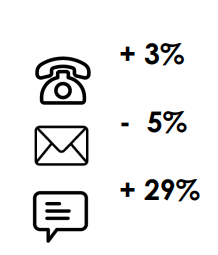 + 3%
- 5%
+ 29%